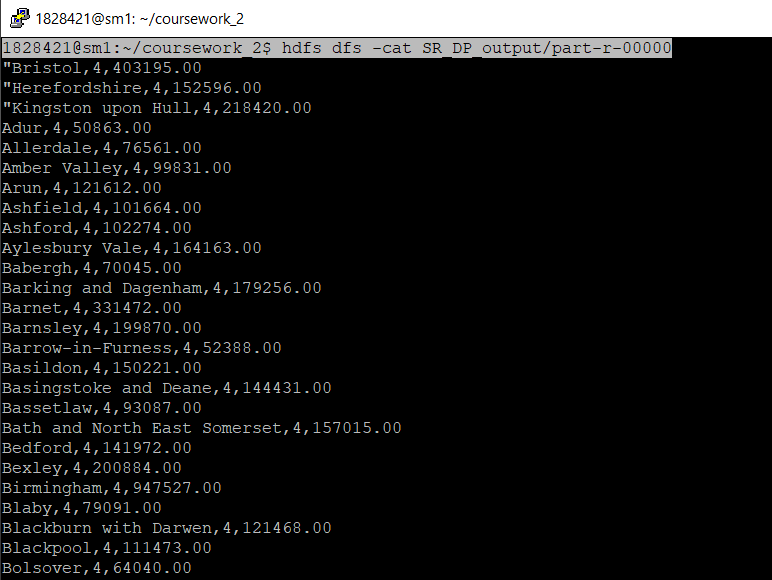 1828421@sm1: ~/coursework_2
1828421@sm1:~/coursework_2$ hdfs dfs -cat SR_DP_output/part-r-00000
"Bristol,4,403195.00
"Herefordshire,4,152596.00
"Kingston upon Hull,4,218420.00
Adur,4,50863.00
Allerdale,4,76561.00
Amber Valley,4,99831.00
Arun,4,121612.00
Ashfield,4,101664.00
Ashford,4,102274.00
Aylesbury Vale,4,164163.00
Babergh,4,70045.00
Barking and Dagenham,4,179256.00
Barnet,4,331472.00
Barnsley,4,199870.00
Barrow-in-Furness,4,52388.00
Basildon,4,150221.00
Basingstoke and Deane,4,144431.00
Bassetlaw,4,93087.00
Bath and North East Somerset,4,157015.00
Bedford,4,141972.00
Bexley,4,200884.00
Birmingham,4,947527.00
Blaby,4,79091.00
Blackburn with Darwen,4,121468.00
Blackpool,4,111473.00
Bolsover,4,64040.00